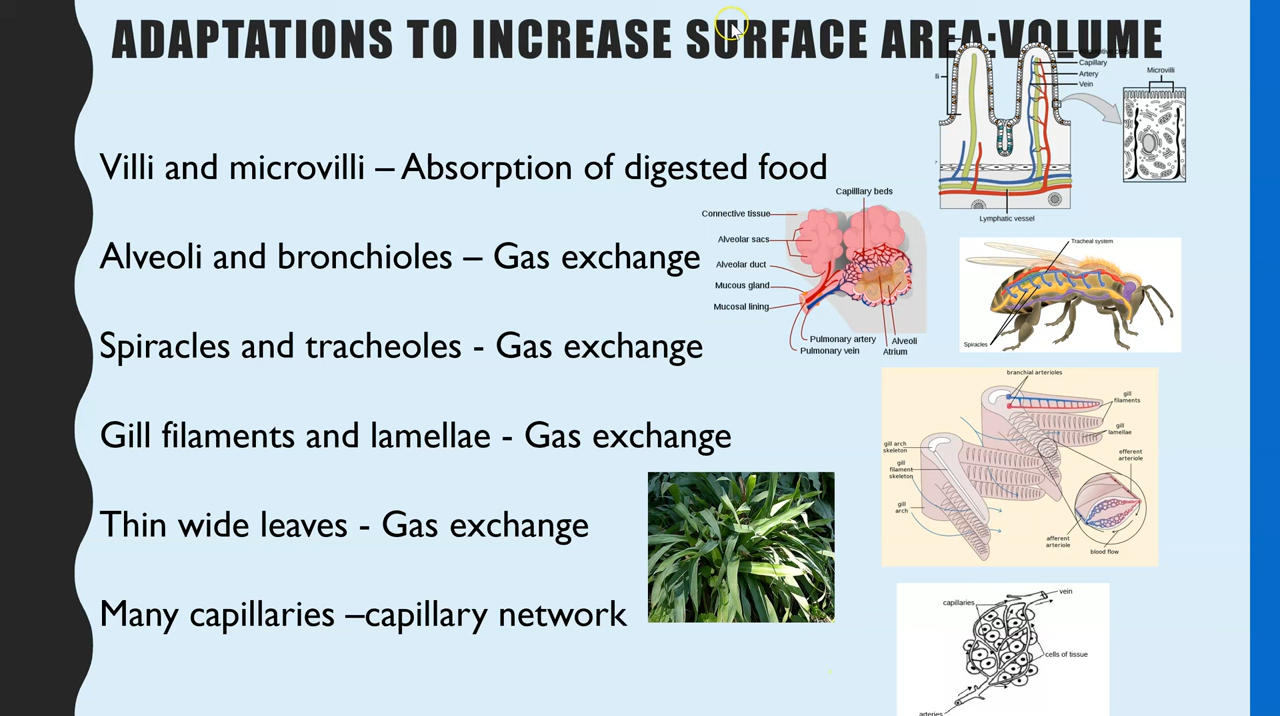 ADAPTATIONS TO INCREASE SURFACE AREA:VOLUME
Villi and microvilli – Absorption of digested food
Alveoli and bronchioles – Gas exchange
Spiracles and tracheoles - Gas exchange
Gill filaments and lamellae - Gas exchange
Thin wide leaves - Gas exchange
Many capillaries –capillary network
Capillary
Artery
Vein
Microvilli
Lymphatic vessel
Capilllary beds
Connective tissue
Alveolar sacs
Alveolar duct
Mucous gland
Mucosal lining
Pulmonary artery
Pulmonary vein
Alveoli
Atrium
Tracheal system
Spiracles
branchial arterioles
gill
filaments
gill
lamellae
efferent
arteriole
gill arch
skeleton
gill
filament
skeleton
gill
arch
afferent
arteriole
blood flow
vein
capillaries
cells of tissue
arteries